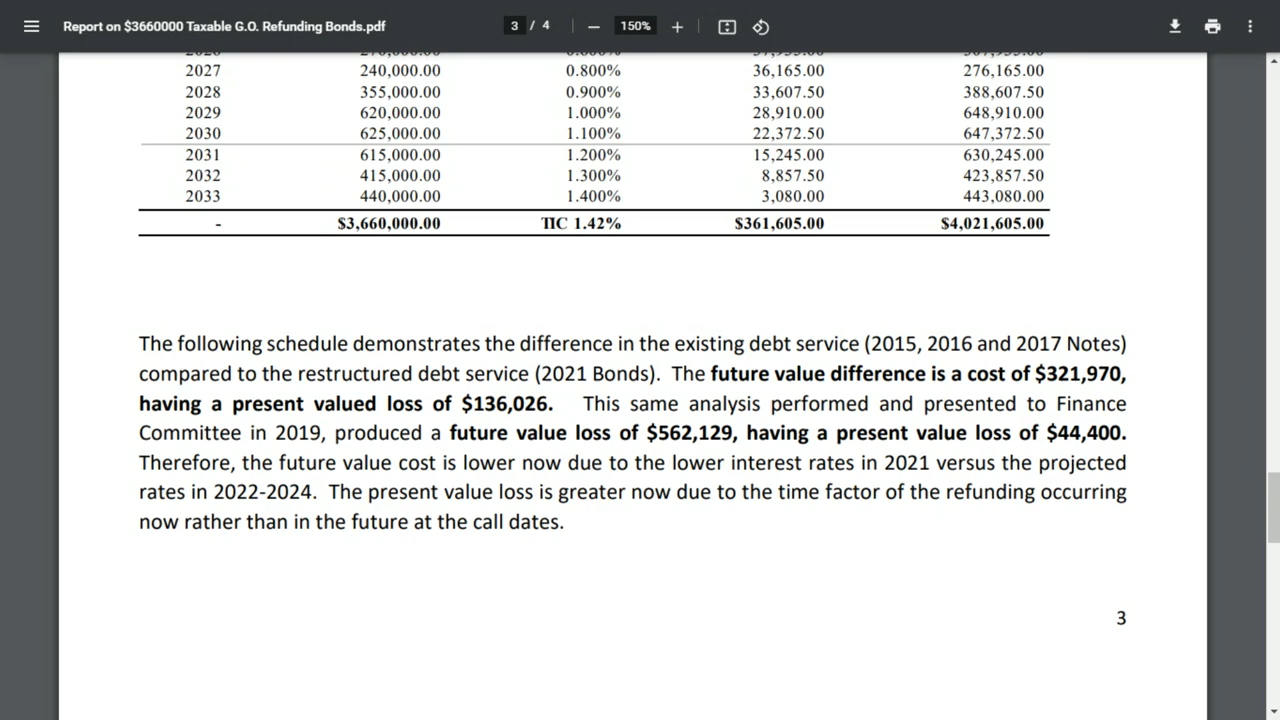 Report on $3660000 Taxable G.O. Refunding Bonds.pdf 3 / 4 150%
2027 240,000.00 0.800% 36,165.00 276,165.00
2028 355,000.00 0.900% 33,607.50 388,607.50
2029 620,000.00 1.000% 28,910.00 648,910.00
2030 625,000.00 1.100% 22,372.50 647,372.50
2031 615,000.00 1.200% 15,245.00 630,245.00
2032 415,000.00 1.300% 8,857.50 423,857.50
2033 440,000.00 1.400% 3,080.00 443,080.00
- $3,660,000.00 TIC 1.42% $361,605.00 $4,021,605.00
The following schedule demonstrates the difference in the existing debt service (2015, 2016 and 2017 Notes)
compared to the restructured debt service (2021 Bonds). The future value difference is a cost of $321,970,
having a present valued loss of $136,026. This same analysis performed and presented to Finance
Committee in 2019, produced a future value loss of $562,129, having a present value loss of $44,400.
Therefore, the future value cost is lower now due to the lower interest rates in 2021 versus the projected
rates in 2022-2024. The present value loss is greater now due to the time factor of the refunding occurring
now rather than in the future at the call dates.
3